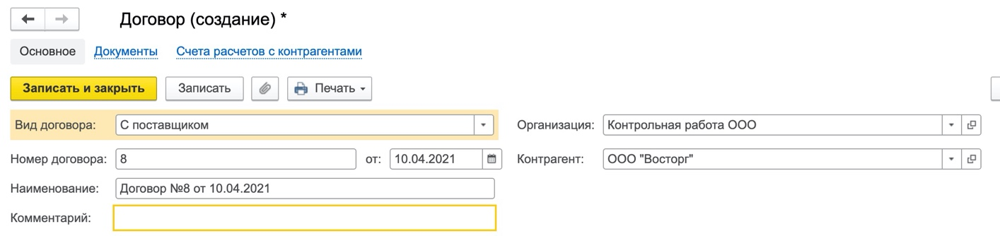 Договор (создание) *
Основное Документы Счета расчетов с контрагентами
Записать и закрыть Записать Печать
Вид договора: С поставщиком Организация: Контрольная работа ООО
Номер договора: 8 от: 10.04.2021 Контрагент: ООО "Восторг"
Наименование: Договор №8 от 10.04.2021
Комментарий: